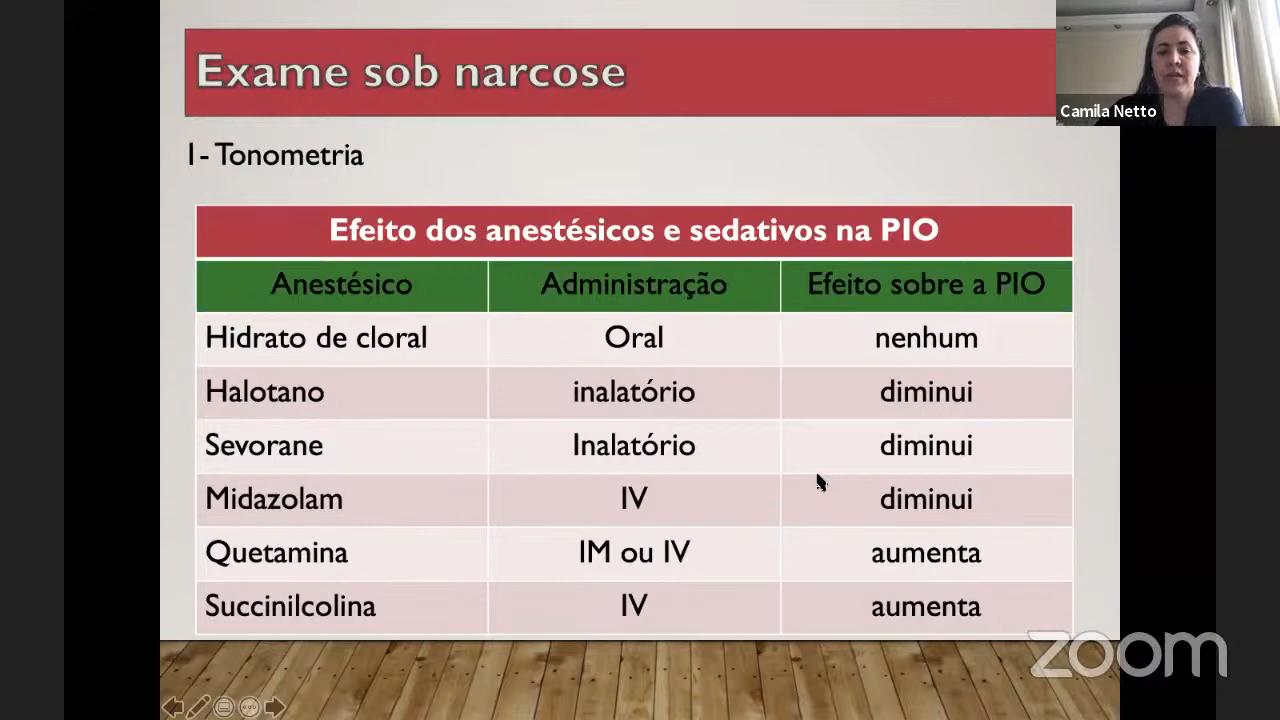 Exame sob narcose
Camila Netto
1- Tonometria
Efeito dos anestésicos e sedativos na PIO
Anestésico Administração Efeito sobre a PIO
Hidrato de cloral Oral nenhum
Halotano inalatório diminui
Sevorane Inalatório diminui
Midazolam IV diminui
Quetamina IM ou IV aumenta
Succinilcolina IV aumenta
zoom